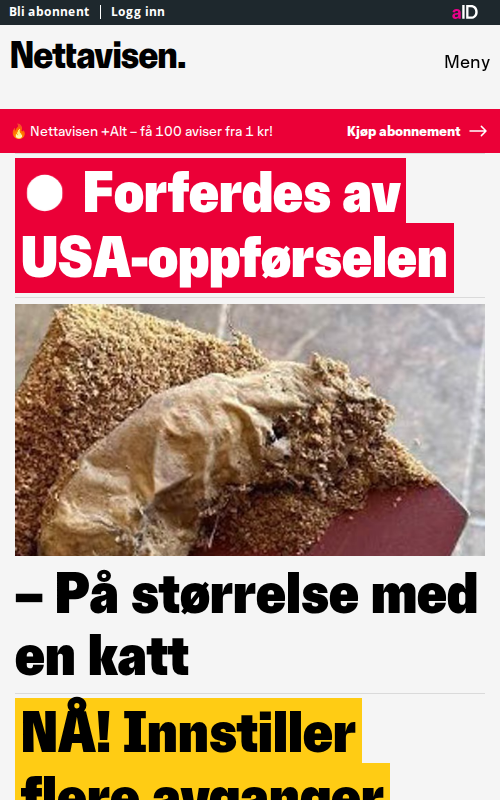 Bli abonnent | Logg inn
aID
Nettavisen.
Meny
🔥 Nettavisen +Alt – få 100 aviser fra 1 kr!
Kjøp abonnement →
● Forferdes av
USA-oppførselen
– På størrelse med
en katt
NÅ! Innstiller
flere avganger